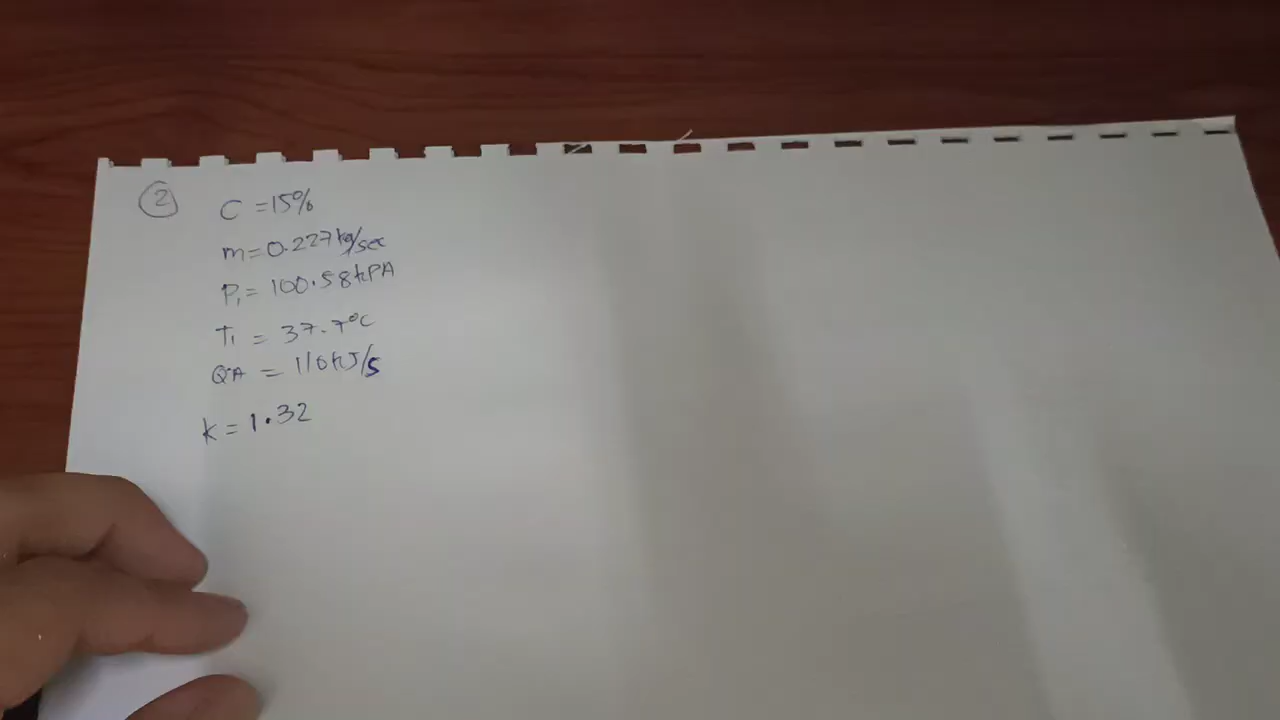 2
C = 15%
m = 0.227 kg/sec
P1 = 100.58 kPA
T1 = 37.7°C
QA = 110 kJ/s
k = 1.32